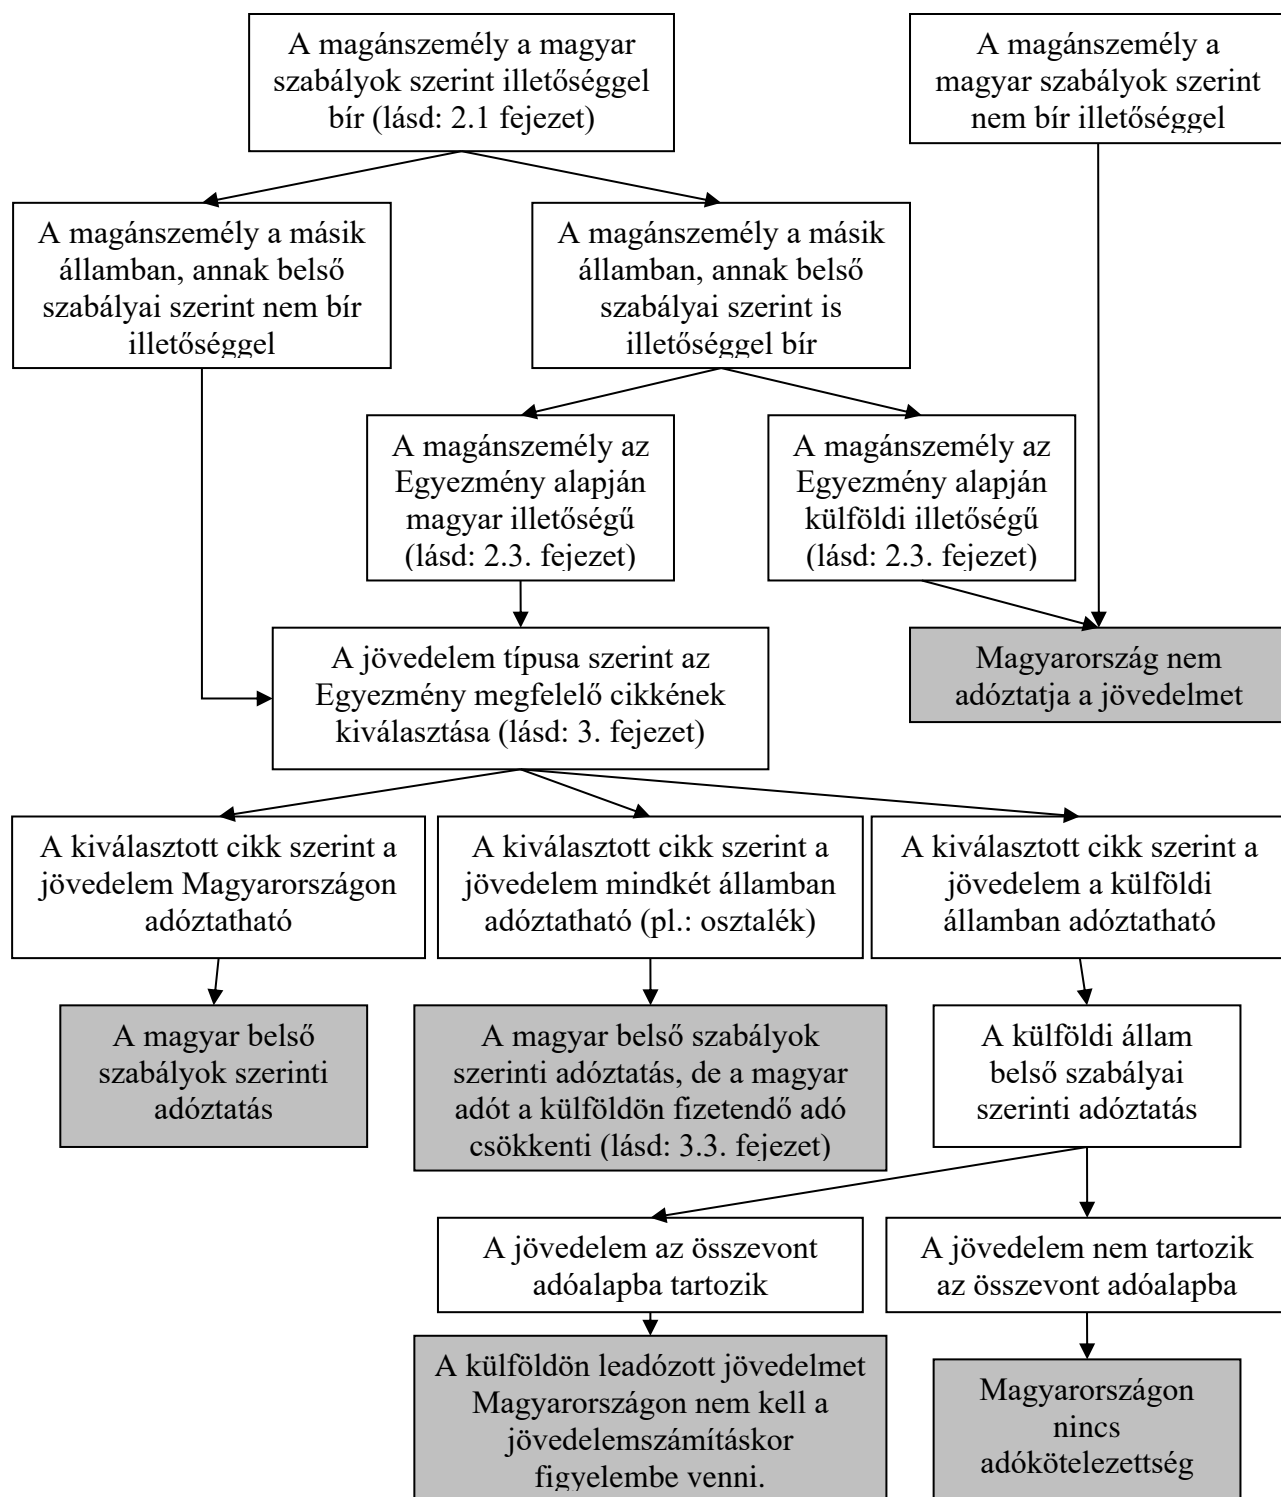 A magánszemély a magyar
szabályok szerint illetőséggel
bír (lásd: 2.1 fejezet)
A magánszemély a
magyar szabályok szerint
nem bír illetőséggel
A magánszemély a másik
államban, annak belső
szabályai szerint nem bír
illetőséggel
A magánszemély a másik
államban, annak belső
szabályai szerint is
illetőséggel bír
A magánszemély az
Egyezmény alapján
magyar illetőségű
(lásd: 2.3. fejezet)
A magánszemély az
Egyezmény alapján
külföldi illetőségű
(lásd: 2.3. fejezet)
A jövedelem típusa szerint az
Egyezmény megfelelő cikkének
kiválasztása (lásd: 3. fejezet)
Magyarország nem
adóztatja a jövedelmet
A kiválasztott cikk szerint a
jövedelem Magyarországon
adóztatható
A kiválasztott cikk szerint a
jövedelem mindkét államban
adóztatható (pl.: osztalék)
A kiválasztott cikk szerint a
jövedelem a külföldi
államban adóztatható
A magyar belső
szabályok szerinti
adóztatás
A magyar belső szabályok
szerinti adóztatás, de a magyar
adót a külföldön fizetendő adó
csökkenti (lásd: 3.3. fejezet)
A külföldi állam
belső szabályai
szerinti adóztatás
A jövedelem az összevont
adóalapba tartozik
A jövedelem nem tartozik
az összevont adóalapba
A külföldön leadózott jövedelmet
Magyarországon nem kell a
jövedelemszámításkor
figyelembe venni.
Magyarországon
nincs
adókötelezettség